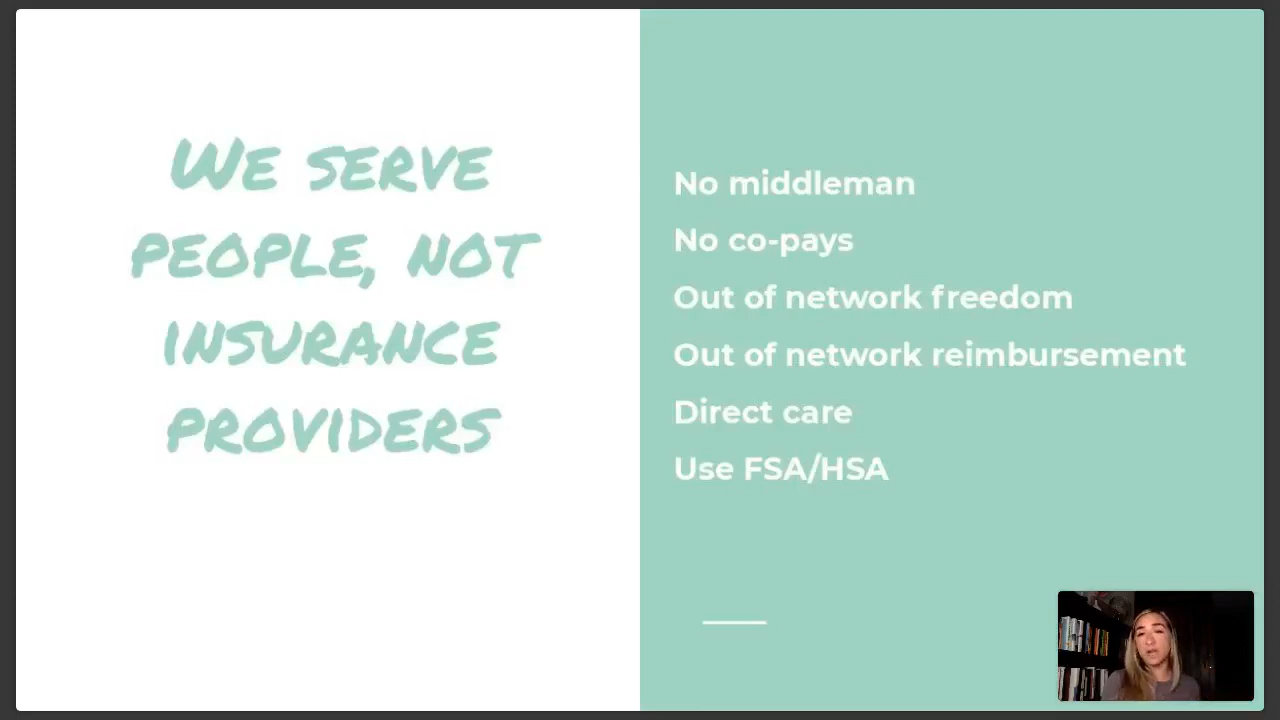 We serve
people, not
insurance
providers
No middleman
No co-pays
Out of network freedom
Out of network reimbursement
Direct care
Use FSA/HSA